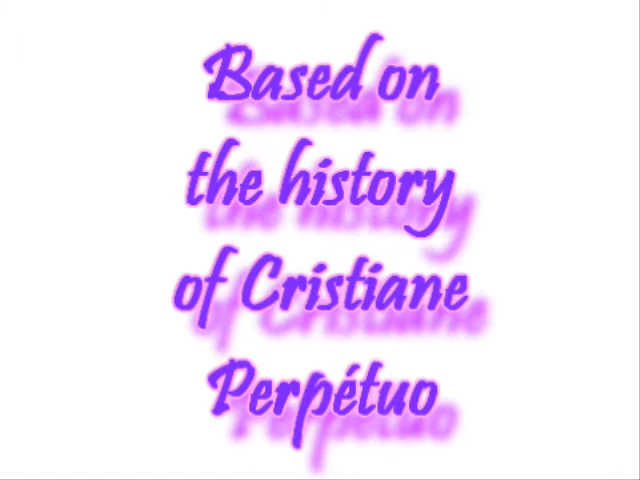 Based on
the history
of Cristiane
Perpétuo